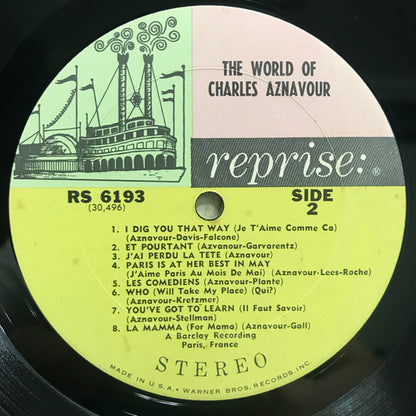 THE WORLD OF
CHARLES AZNAVOUR
reprise:®
RS 6193
(30,496)
SIDE
2
1. I DIG YOU THAT WAY (Je T'Aime Comme Ca)
(Aznavour-Davis-Falcone)
2. ET POURTANT (Azvanour-Garvarentz)
3. J'AI PERDU LA TETE (Aznavour)
4. PARIS IS AT HER BEST IN MAY
(J'Aime Paris Au Mois De Mai) (Aznavour-Lees-Roche)
5. LES COMEDIENS (Aznavour-Plante)
6. WHO (Will Take My Place) (Qui?)
(Aznavour-Kretzmer)
7. YOU'VE GOT TO LEARN (Il Faut Savoir)
(Aznavour-Stellman)
8. LA MAMMA (For Mama) (Aznavour-Gall)
A Barclay Recording
Paris, France
STEREO
MADE IN U.S.A. • WARNER BROS. RECORDS, INC.